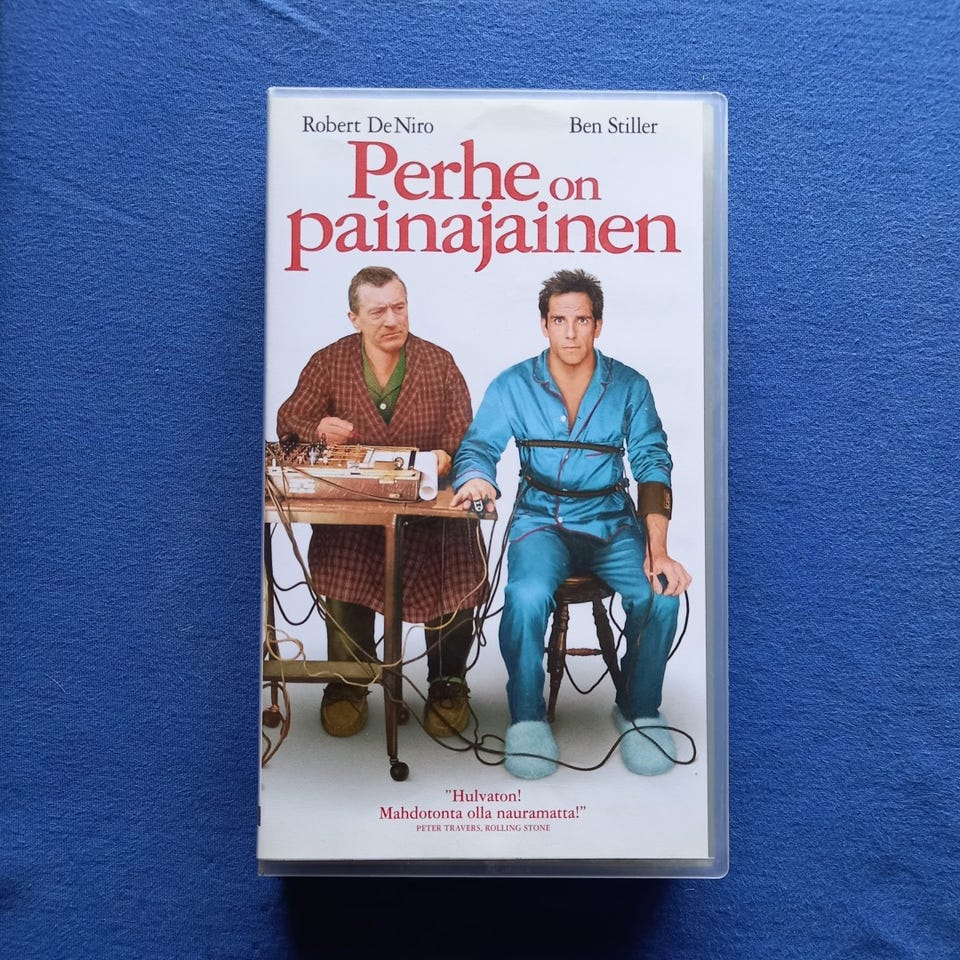 Robert De Niro Ben Stiller
Perhe on
painajainen
"Hulvaton!
Mahdotonta olla nauramatta!"
PETER TRAVERS, ROLLING STONE